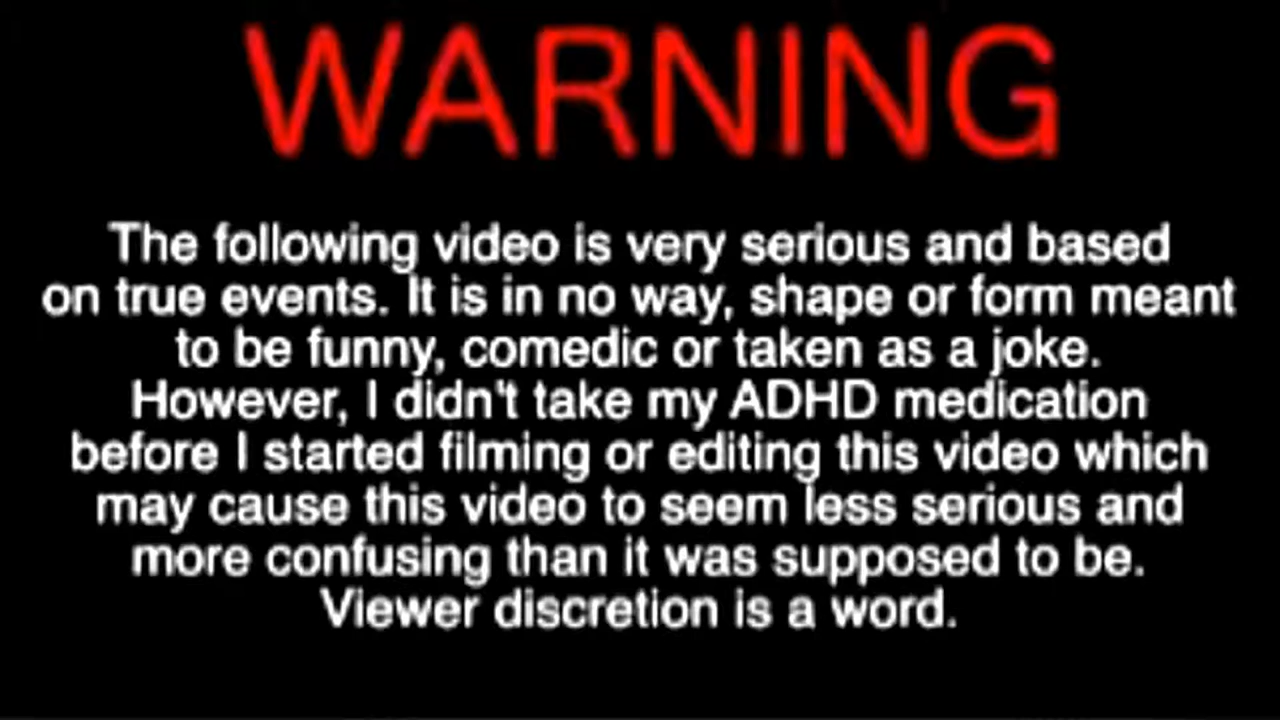 WARNING
The following video is very serious and based
on true events. It is in no way, shape or form meant
to be funny, comedic or taken as a joke.
However, I didn't take my ADHD medication
before I started filming or editing this video which
may cause this video to seem less serious and
more confusing than it was supposed to be.
Viewer discretion is a word.